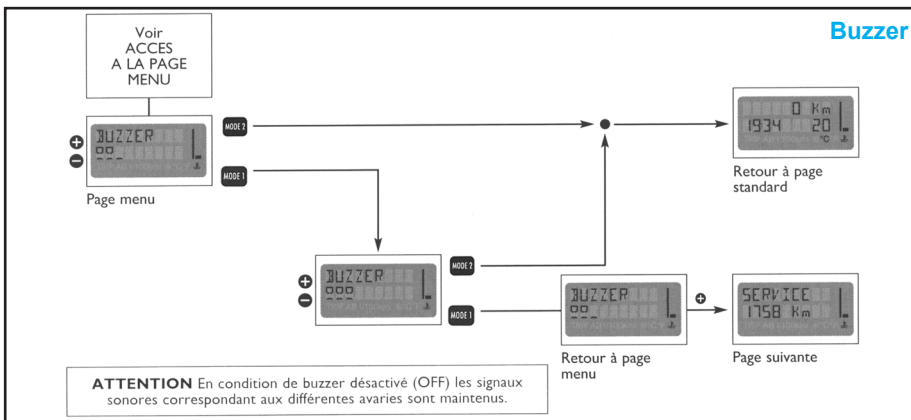 Buzzer
Voir
ACCES
A LA PAGE
MENU
BUZZER
MODE 2
MODE 1
Page menu
0 Km
1934 20
°C
Retour à page
standard
BUZZER
MODE 2
MODE 1
BUZZER
Retour à page
menu
SERVICE
1758 Km
Page suivante
ATTENTION En condition de buzzer désactivé (OFF) les signaux
sonores correspondant aux différentes avaries sont maintenus.